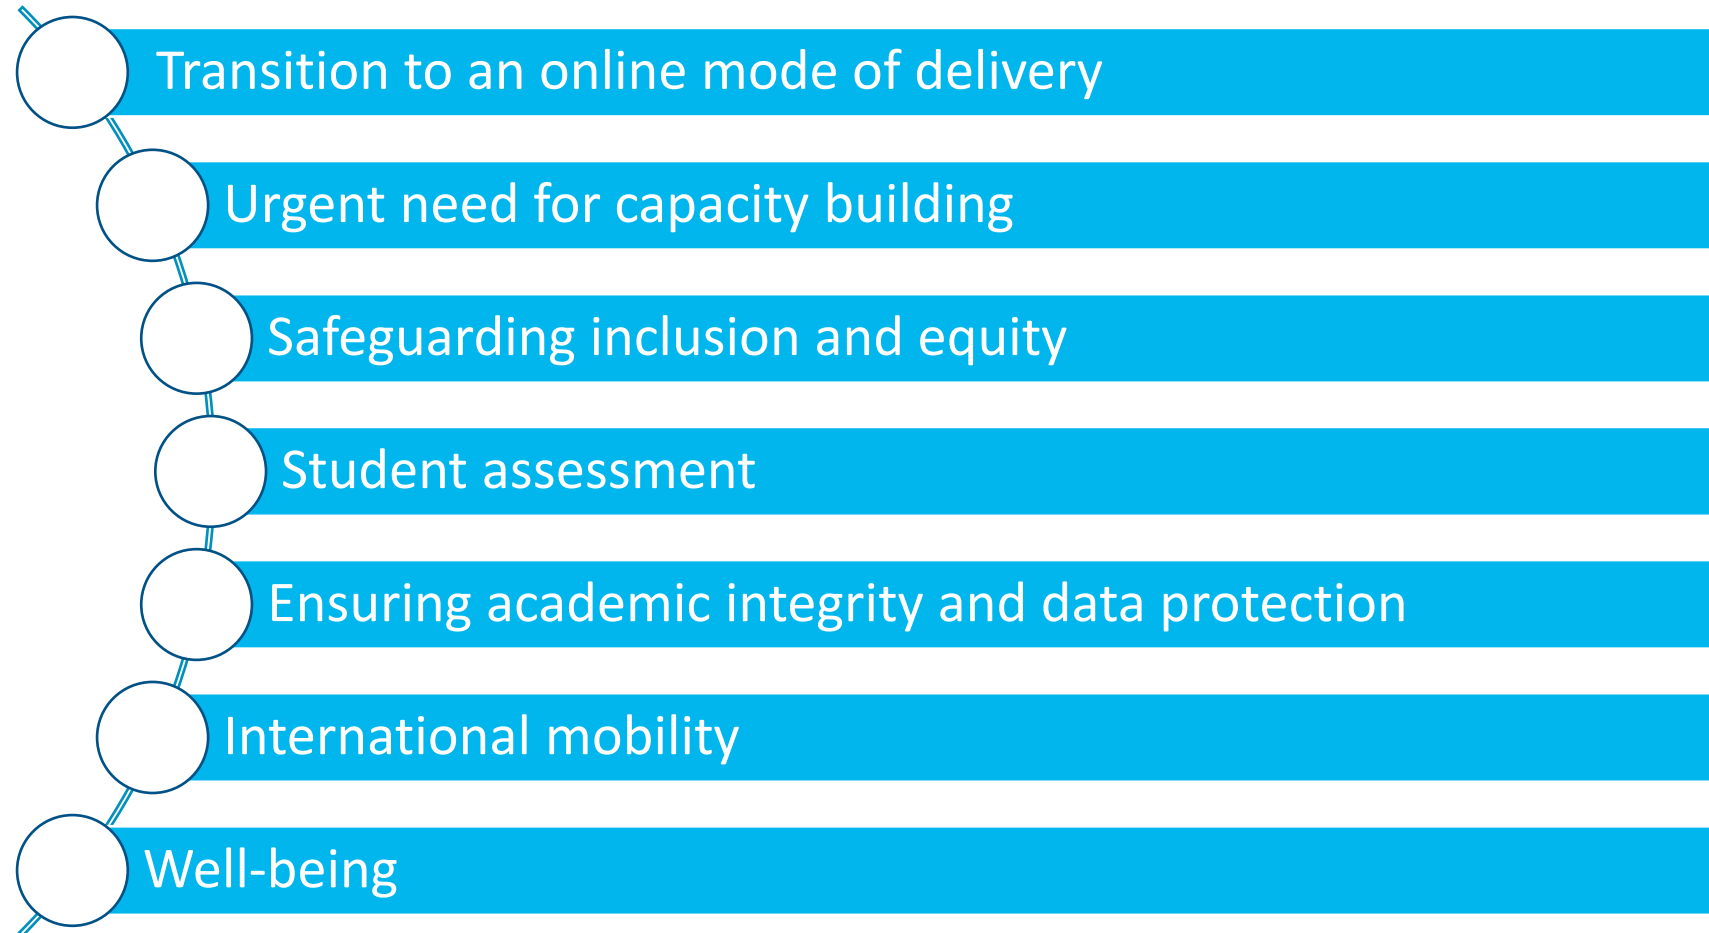 Transition to an online mode of delivery
Urgent need for capacity building
Safeguarding inclusion and equity
Student assessment
Ensuring academic integrity and data protection
International mobility
Well-being